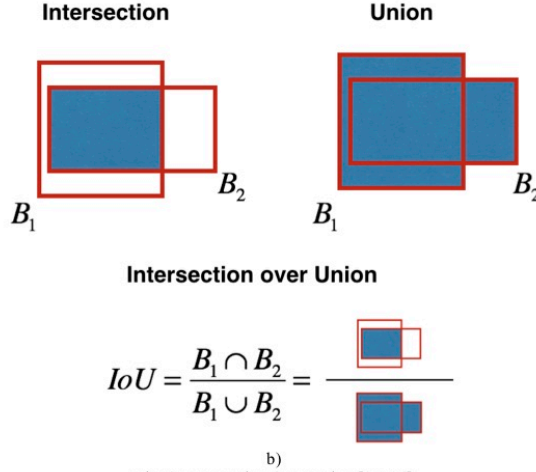 Intersection Union
B₁ B₂ B₁ B₂
Intersection over Union
IoU = B₁ ∩ B₂ / B₁ ∪ B₂ =
b)